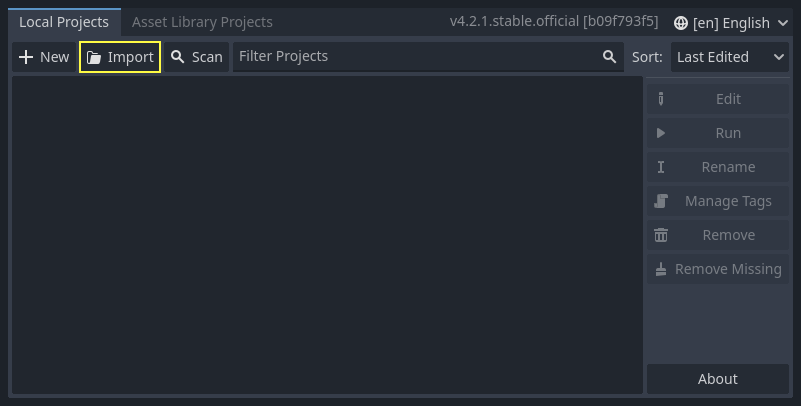 Local Projects
Asset Library Projects
v4.2.1.stable.official [b09f793f5]
[en] English
New
Import
Scan
Filter Projects
Sort:
Last Edited
Edit
Run
Rename
Manage Tags
Remove
Remove Missing
About